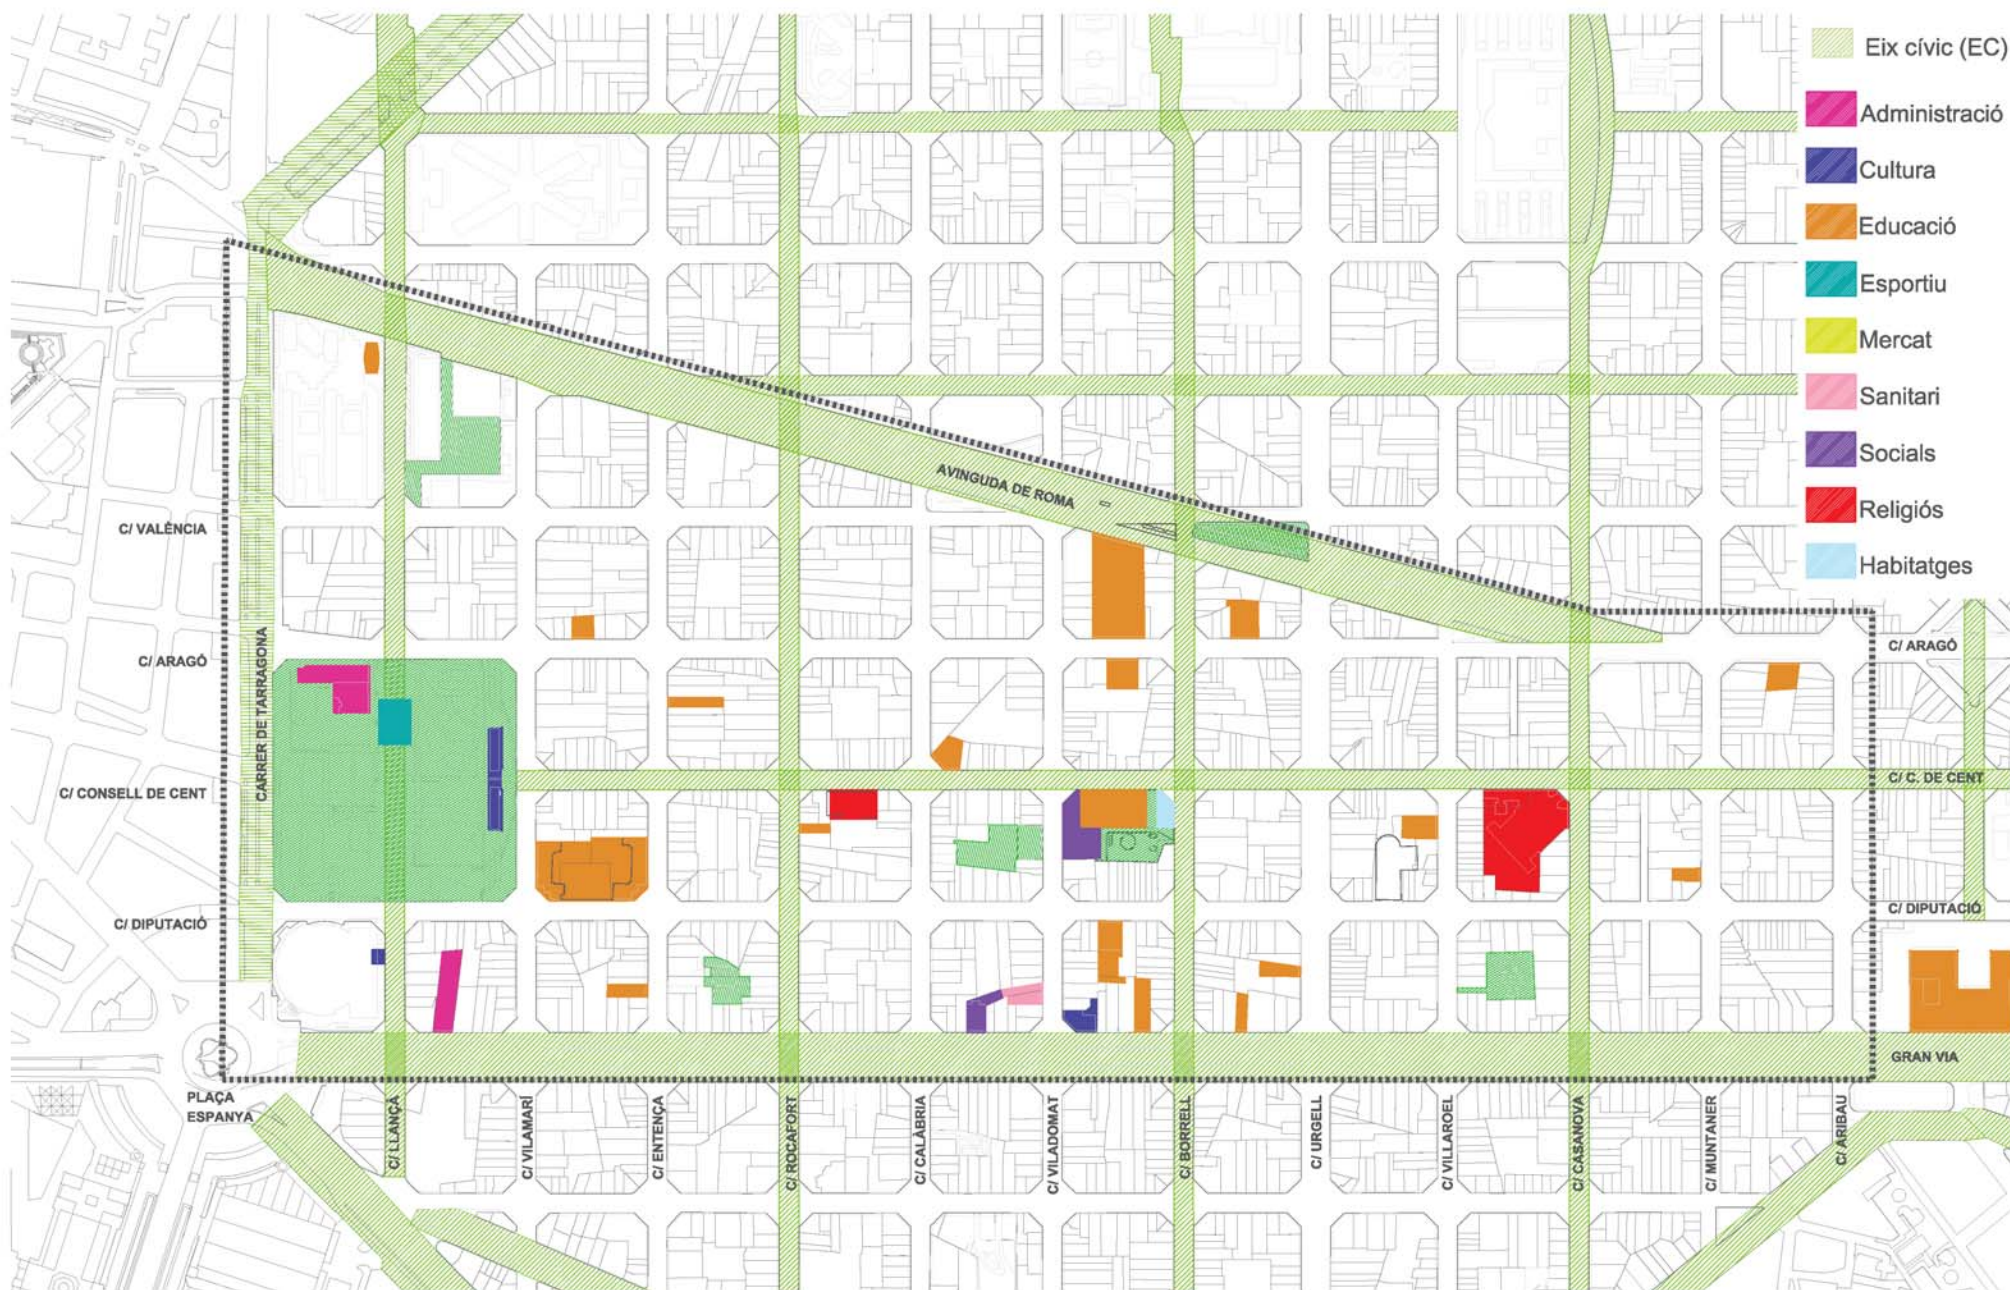 Eix cívic (EC)
Administració
Cultura
Educació
Esportiu
Mercat
Sanitari
Socials
Religiós
Habitatges
AVINGUDA DE ROMA
C/ VALÈNCIA
C/ ARAGÓ
C/ CONSELL DE CENT
C/ DIPUTACIÓ
CARRER DE TARRAGONA
C/ ARAGÓ
C/ C. DE CENT
C/ DIPUTACIÓ
GRAN VIA
PLAÇA
ESPANYA
C/ LLANÇÀ
C/ VILAMARÍ
C/ ENTENÇA
C/ ROCAFORT
C/ CALÀBRIA
C/ VILADOMAT
C/ BORRELL
C/ URGELL
C/ VILLAROEL
C/ CASANOVA
C/ MUNTANER
C/ ARIBAU